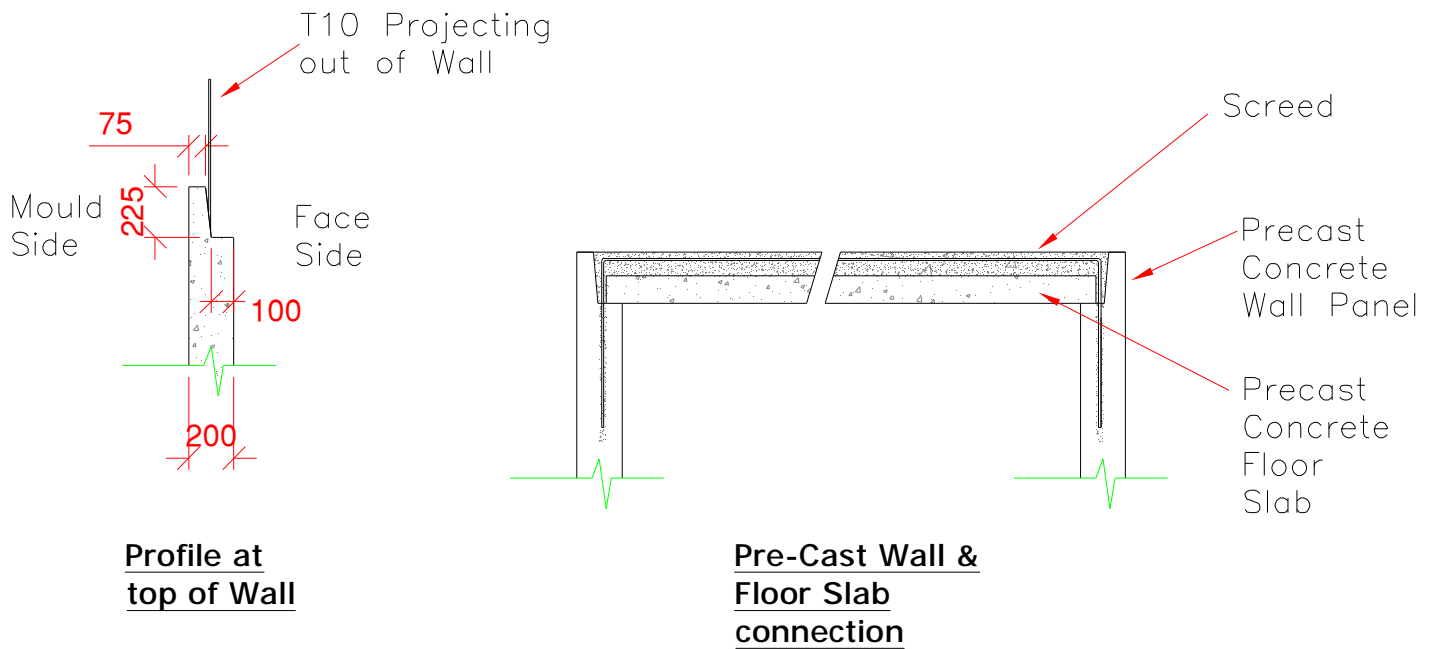 T10 Projecting
out of Wall
75
Mould
Side
225
Face
Side
100
200
Profile at
top of Wall
Screed
Precast
Concrete
Wall Panel
Precast
Concrete
Floor
Slab
Pre-Cast Wall &
Floor Slab
connection